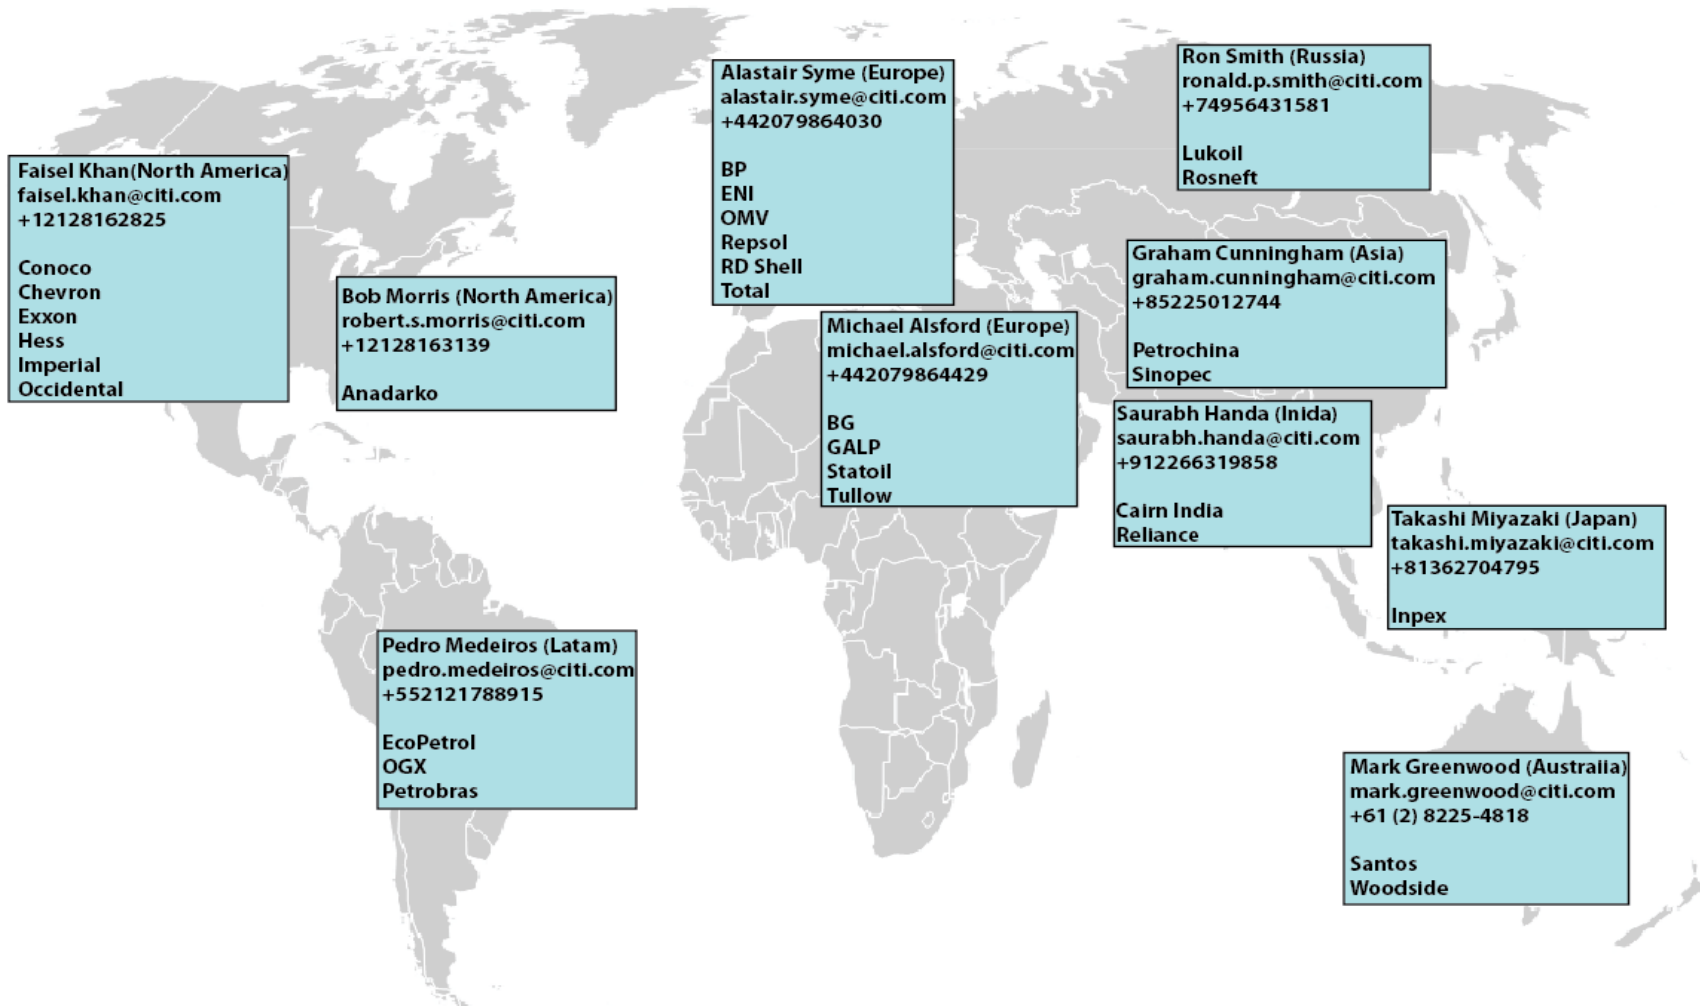 Faisel Khan(North America)
faisel.khan@citi.com
+12128162825
Conoco
Chevron
Exxon
Hess
Imperial
Occidental
Bob Morris (North America)
robert.s.morris@citi.com
+12128163139
Anadarko
Pedro Medeiros (Latam)
pedro.medeiros@citi.com
+552121788915
EcoPetrol
OGX
Petrobras
Alastair Syme (Europe)
alastair.syme@citi.com
+442079864030
BP
ENI
OMV
Repsol
RD Shell
Total
Michael Alsford (Europe)
michael.alsford@citi.com
+442079864429
BG
GALP
Statoil
Tullow
Ron Smith (Russia)
ronald.p.smith@citi.com
+74956431581
Lukoil
Rosneft
Graham Cunningham (Asia)
graham.cunningham@citi.com
+85225012744
Petrochina
Sinopec
Saurabh Handa (Inida)
saurabh.handa@citi.com
+912266319858
Cairn India
Reliance
Takashi Miyazaki (Japan)
takashi.miyazaki@citi.com
+81362704795
Inpex
Mark Greenwood (Austraiia)
mark.greenwood@citi.com
+61 (2) 8225-4818
Santos
Woodside